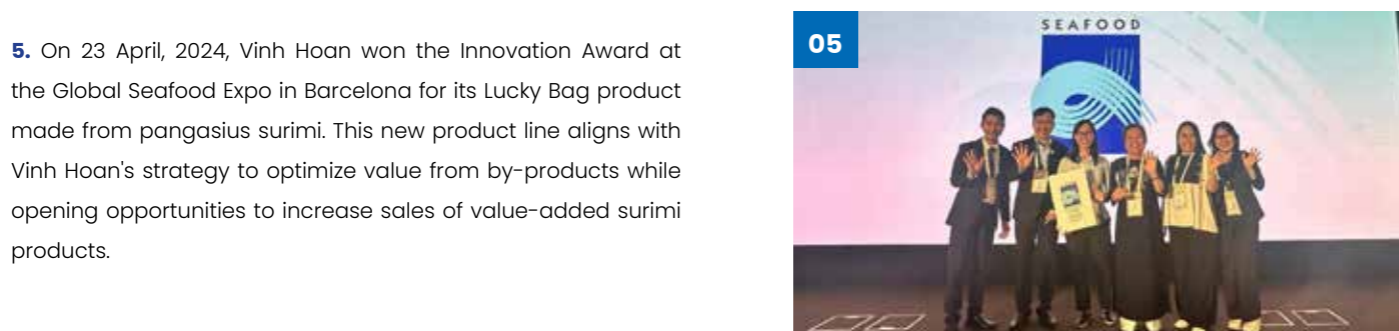 5. On 23 April, 2024, Vinh Hoan won the Innovation Award at
the Global Seafood Expo in Barcelona for its Lucky Bag product
made from pangasius surimi. This new product line aligns with
Vinh Hoan's strategy to optimize value from by-products while
opening opportunities to increase sales of value-added surimi
products.
05
SEAFOOD